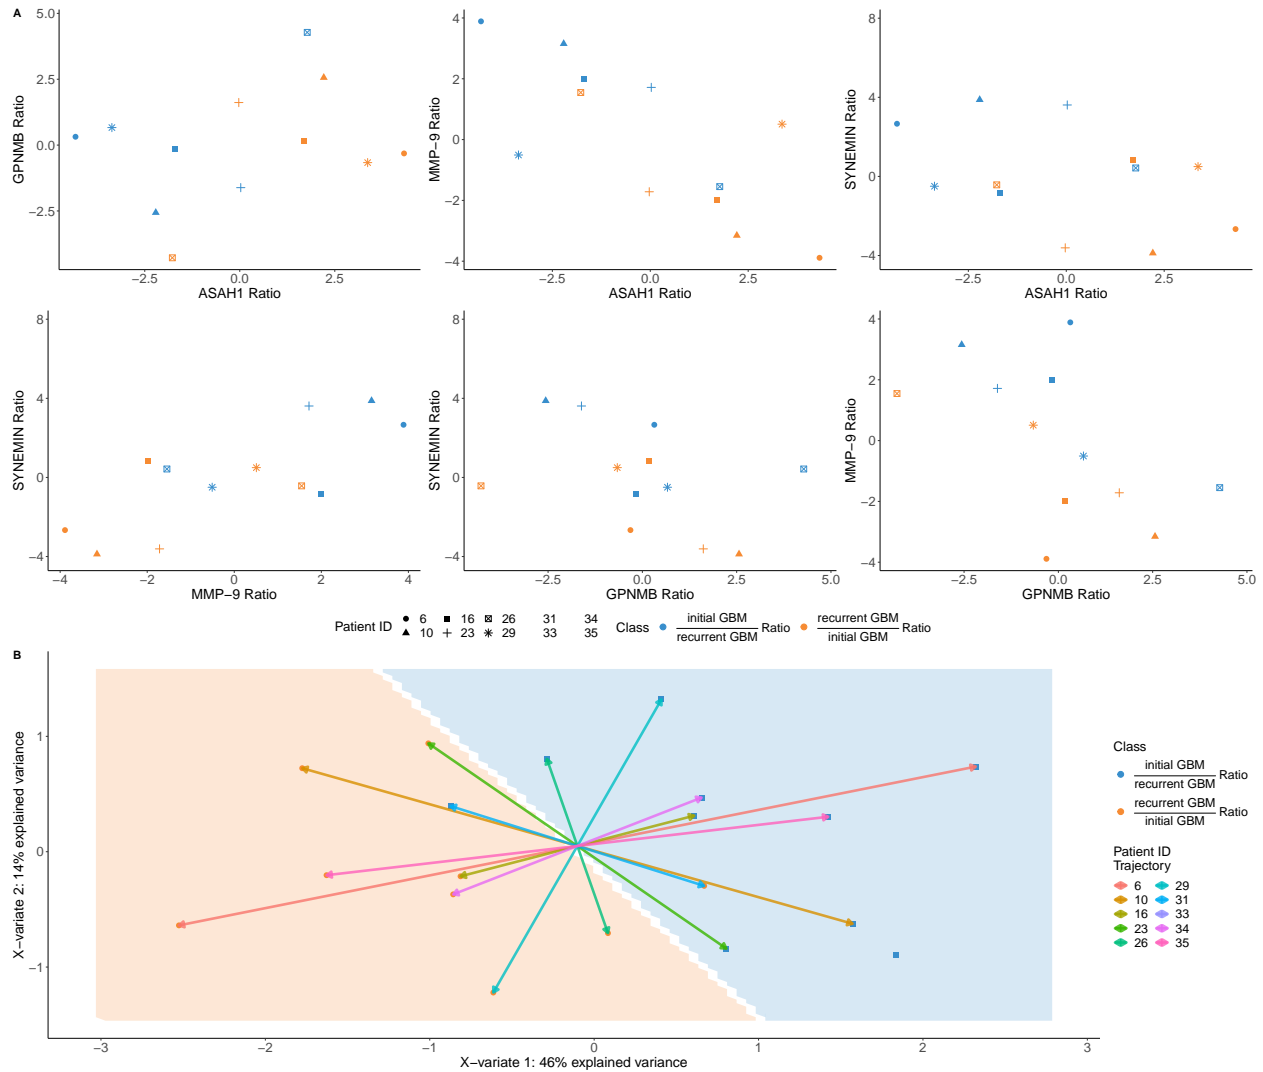 A
5.0
2.5
0.0
−2.5
GPNMB Ratio
−2.5
0.0
2.5
ASAH1 Ratio
4
2
0
−2
−4
MMP−9 Ratio
−2.5
0.0
2.5
ASAH1 Ratio
8
4
0
−4
SYNEMIN Ratio
−2.5
0.0
2.5
ASAH1 Ratio
8
4
0
−4
SYNEMIN Ratio
−4
−2
0
2
4
MMP−9 Ratio
8
4
0
−4
SYNEMIN Ratio
−2.5
0.0
2.5
5.0
GPNMB Ratio
4
2
0
−2
−4
MMP−9 Ratio
−2.5
0.0
2.5
5.0
GPNMB Ratio
Patient ID
6 16 26 31 34
10 23 29 33 35
Class
initial GBM
recurrent GBM
Ratio
recurrent GBM
initial GBM
Ratio
B
1
0
−1
X−variate 2: 14% explained variance
−3
−2
−1
0
1
2
3
X−variate 1: 46% explained variance
Class
initial GBM
recurrent GBM
Ratio
recurrent GBM
initial GBM
Ratio
Patient ID
Trajectory
6 29
10 31
16 33
23 34
26 35